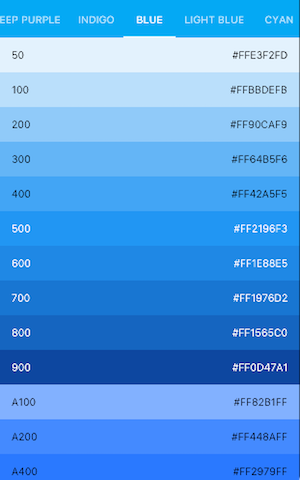 EEP PURPLE INDIGO BLUE LIGHT BLUE CYAN
50 #FFE3F2FD
100 #FFBBDEFB
200 #FF90CAF9
300 #FF64B5F6
400 #FF42A5F5
500 #FF2196F3
600 #FF1E88E5
700 #FF1976D2
800 #FF1565C0
900 #FF0D47A1
A100 #FF82B1FF
A200 #FF448AFF
A400 #FF2979FF